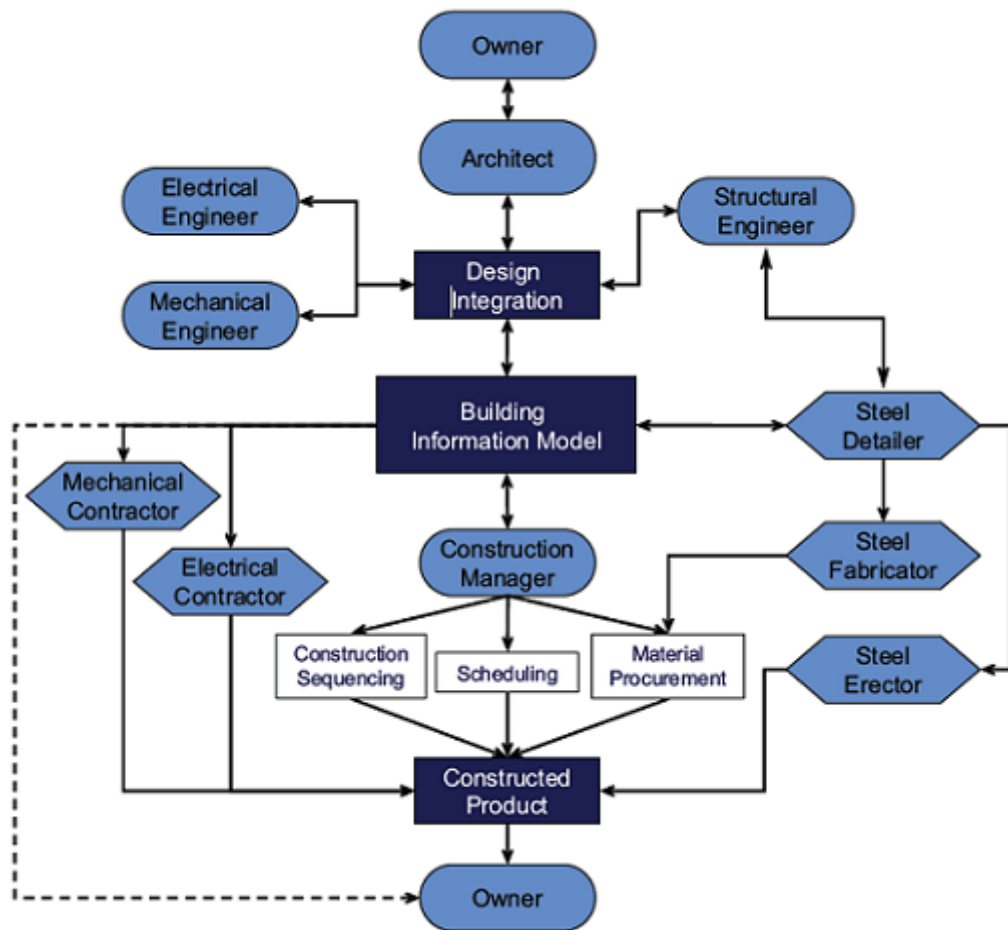 Owner
Architect
Electrical
Engineer
Structural
Engineer
Design
Integration
Mechanical
Engineer
Building
Information Model
Steel
Detailer
Mechanical
Contractor
Electrical
Contractor
Construction
Manager
Steel
Fabricator
Construction
Sequencing
Scheduling
Material
Procurement
Steel
Erector
Constructed
Product
Owner